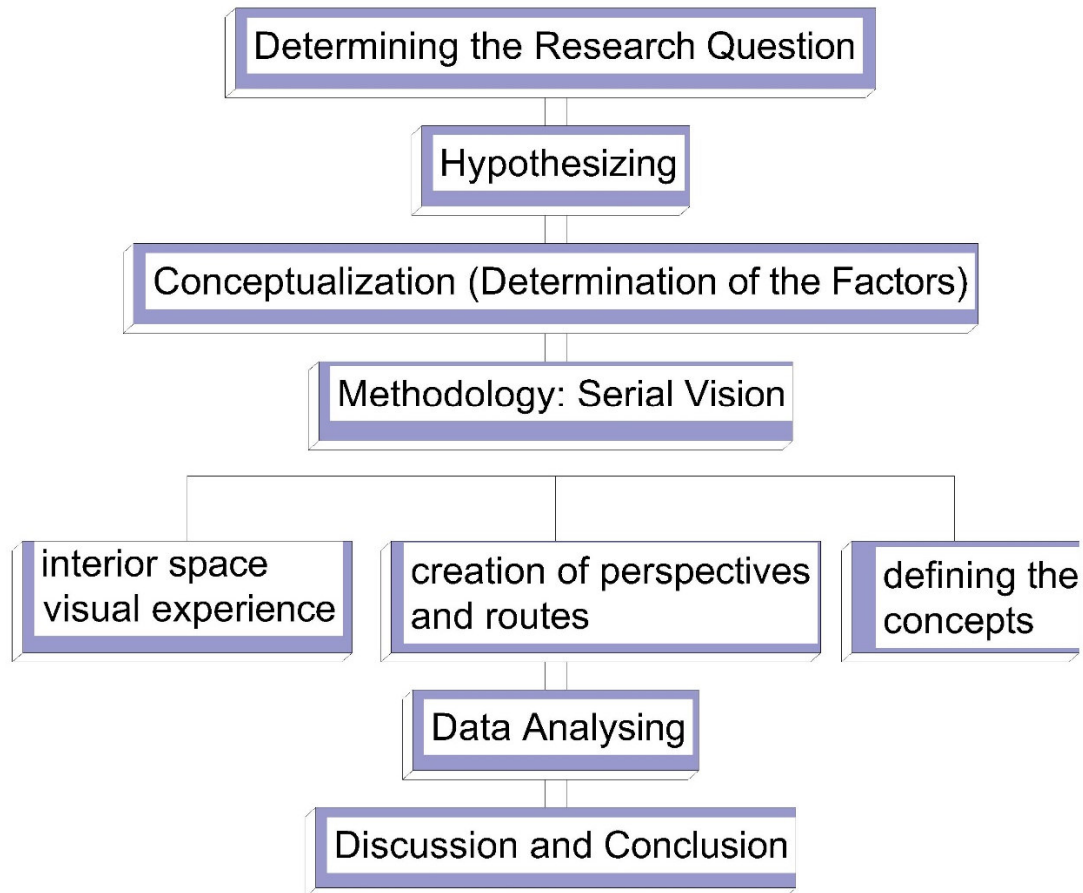 Determining the Research Question
Hypothesizing
Conceptualization (Determination of the Factors)
Methodology: Serial Vision
interior space
visual experience
creation of perspectives
and routes
defining the
concepts
Data Analysing
Discussion and Conclusion